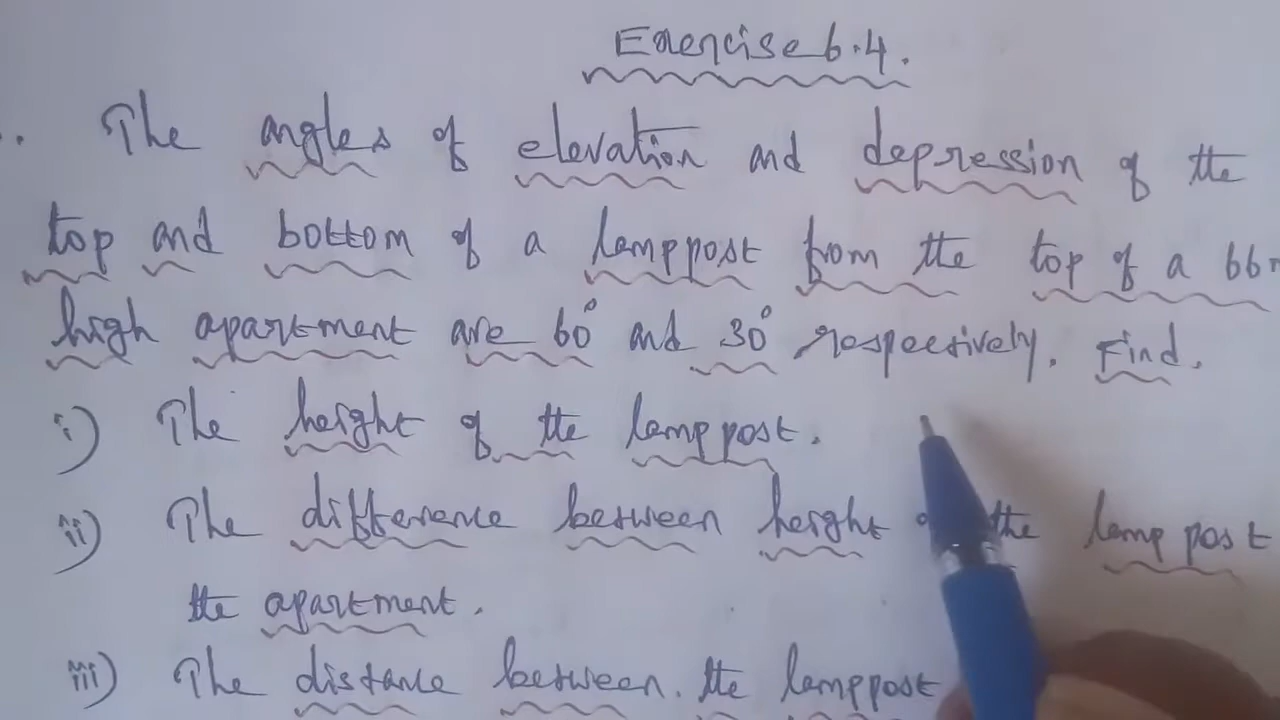 Exercise 6.4.
. The angles of elevation and depression of the
top and bottom of a lamppost from the top of a 66m
high apartment are 60° and 30° respectively. Find.
i) The height of the lamppost.
ii) The difference between height the lamp post
the apartment.
iii) The distance between. the lamppost